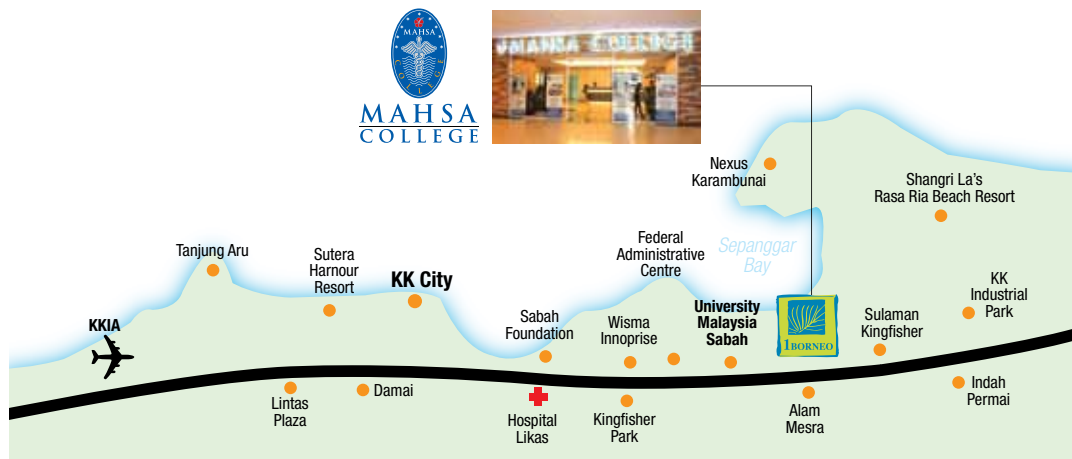 MAHSA
COLLEGE
MAHSA
COLLEGE
MAHSA COLLEGE
Nexus
Karambunai
Shangri La's
Rasa Ria Beach Resort
Tanjung Aru
Sutera
Harnour
Resort
KK City
Federal
Administrative
Centre
Sepanggar
Bay
KK
Industrial
Park
KKIA
Sabah
Foundation
Wisma
Innoprise
University
Malaysia
Sabah
1BORNEO
Sulaman
Kingfisher
Lintas
Plaza
Damai
Hospital
Likas
Kingfisher
Park
Alam
Mesra
Indah
Permai